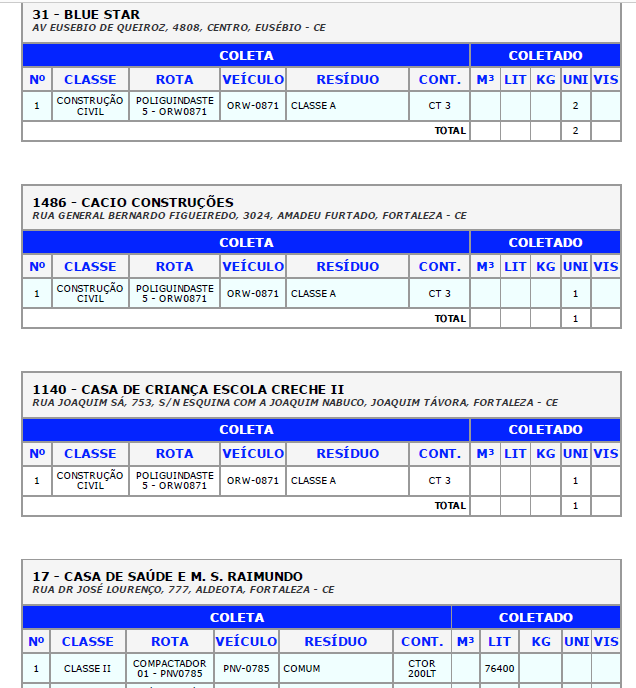 31 - BLUE STAR
AV EUSEBIO DE QUEIROZ, 4808, CENTRO, EUSÉBIO - CE
COLETA COLETADO
Nº CLASSE ROTA VEÍCULO RESÍDUO CONT. M³ LIT KG UNI VIS
1 CONSTRUÇÃO CIVIL POLIGUINDASTE 5 - ORW0871 ORW-0871 CLASSE A CT 3 2
TOTAL 2
1486 - CACIO CONSTRUÇÕES
RUA GENERAL BERNARDO FIGUEIREDO, 3024, AMADEU FURTADO, FORTALEZA - CE
COLETA COLETADO
Nº CLASSE ROTA VEÍCULO RESÍDUO CONT. M³ LIT KG UNI VIS
1 CONSTRUÇÃO CIVIL POLIGUINDASTE 5 - ORW0871 ORW-0871 CLASSE A CT 3 1
TOTAL 1
1140 - CASA DE CRIANÇA ESCOLA CRECHE II
RUA JOAQUIM SÁ, 753, S/N ESQUINA COM A JOAQUIM NABUCO, JOAQUIM TÁVORA, FORTALEZA - CE
COLETA COLETADO
Nº CLASSE ROTA VEÍCULO RESÍDUO CONT. M³ LIT KG UNI VIS
1 CONSTRUÇÃO CIVIL POLIGUINDASTE 5 - ORW0871 ORW-0871 CLASSE A CT 3 1
TOTAL 1
17 - CASA DE SAÚDE E M. S. RAIMUNDO
RUA DR JOSÉ LOURENÇO, 777, ALDEOTA, FORTALEZA - CE
COLETA COLETADO
Nº CLASSE ROTA VEÍCULO RESÍDUO CONT. M³ LIT KG UNI VIS
1 CLASSE II COMPACTADOR 01 - PNV0785 PNV-0785 COMUM CTOR 200LT 76400